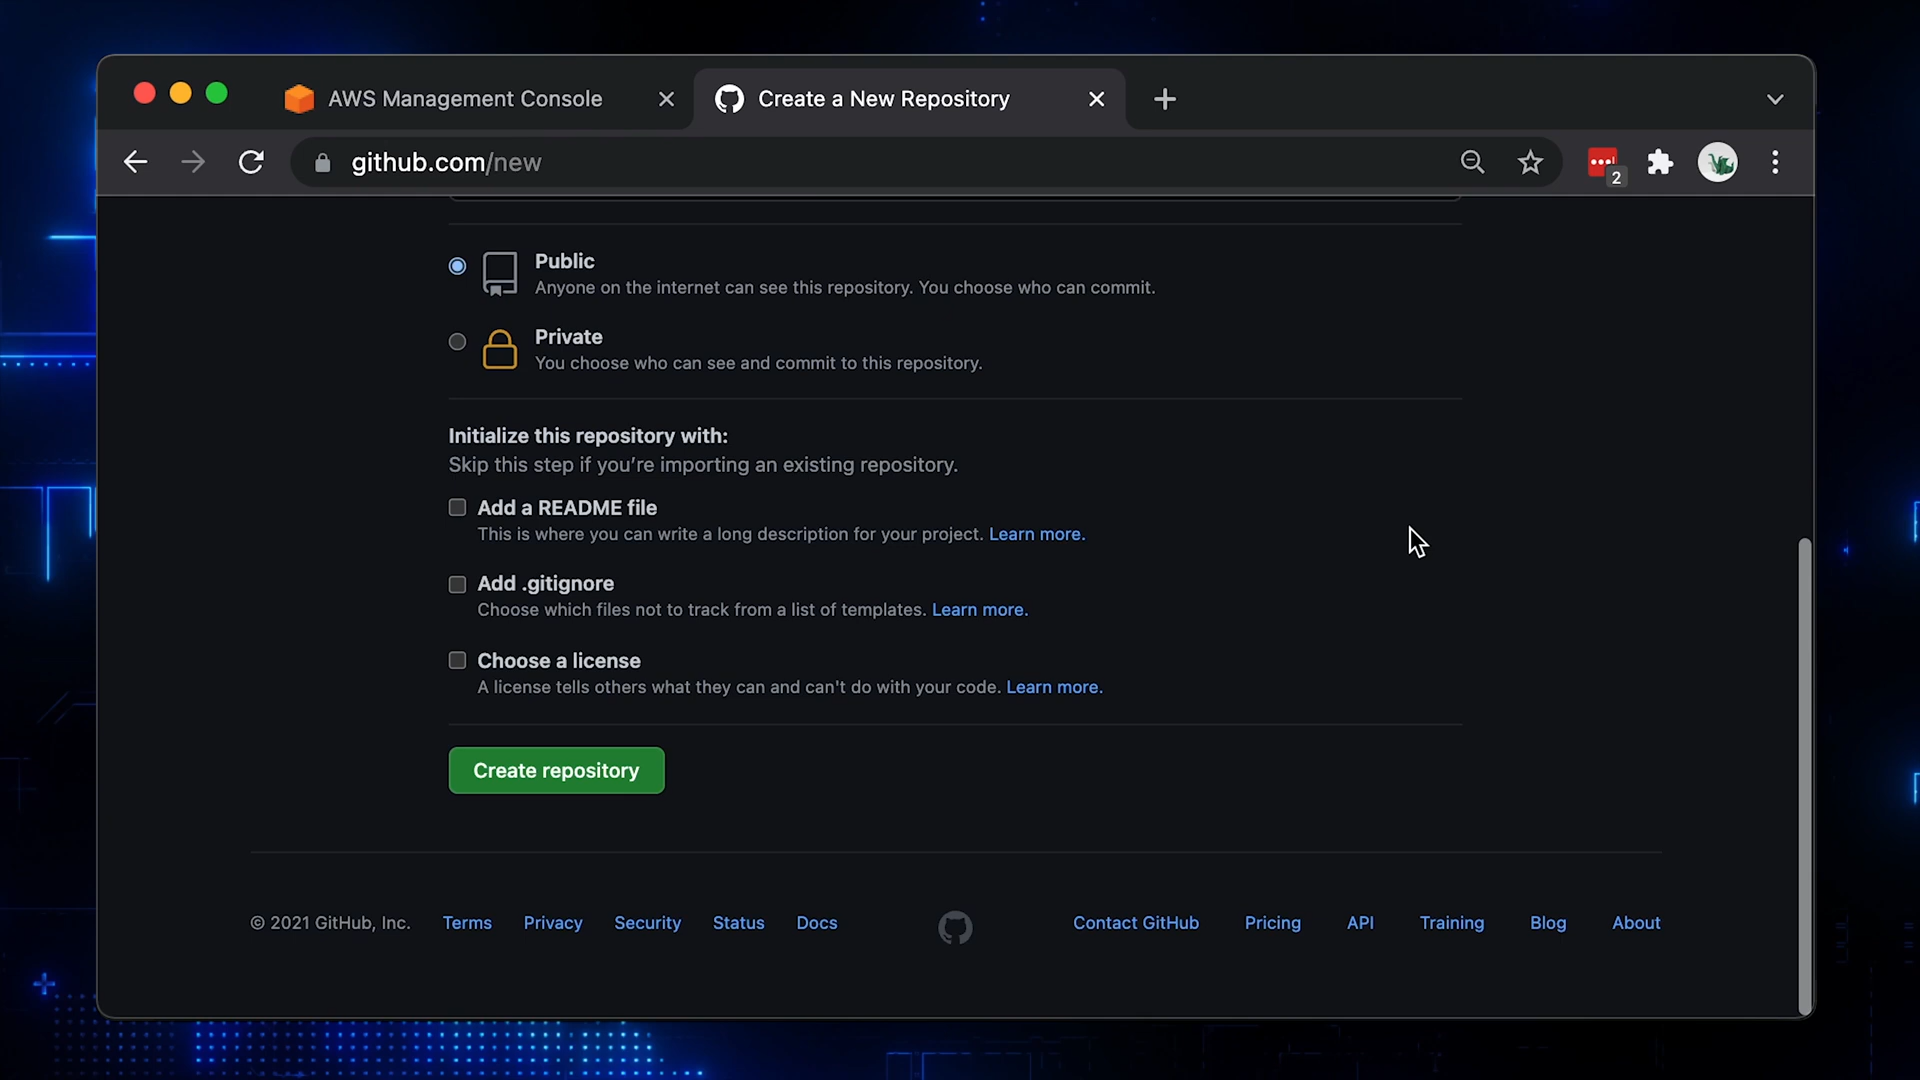 AWS Management Console
Create a New Repository
github.com/new
2
Public
Anyone on the internet can see this repository. You choose who can commit.
Private
You choose who can see and commit to this repository.
Initialize this repository with:
Skip this step if you’re importing an existing repository.
Add a README file
This is where you can write a long description for your project. Learn more.
Add .gitignore
Choose which files not to track from a list of templates. Learn more.
Choose a license
A license tells others what they can and can't do with your code. Learn more.
Create repository
© 2021 GitHub, Inc. Terms Privacy Security Status Docs Contact GitHub Pricing API Training Blog About